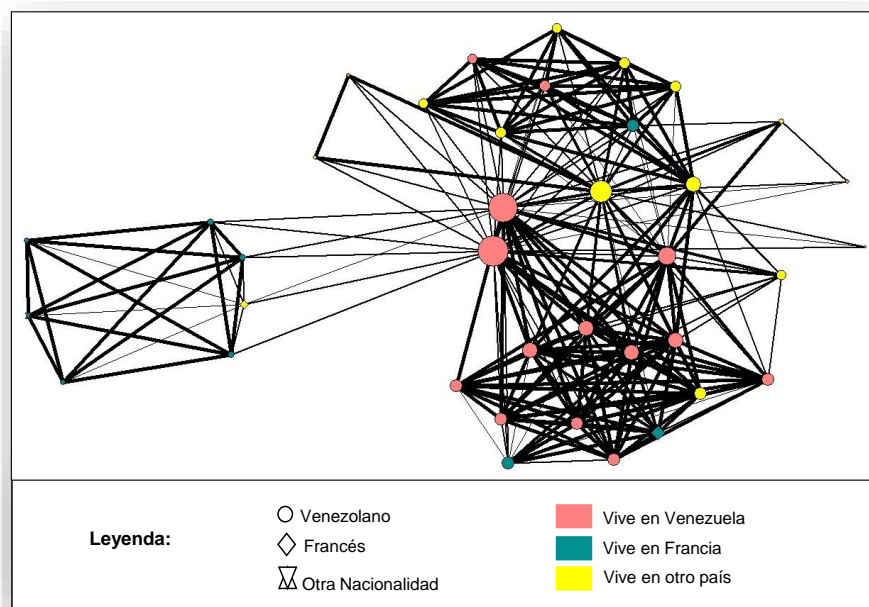 Leyenda:
Venezolano
Francés
Otra Nacionalidad
Vive en Venezuela
Vive en Francia
Vive en otro país